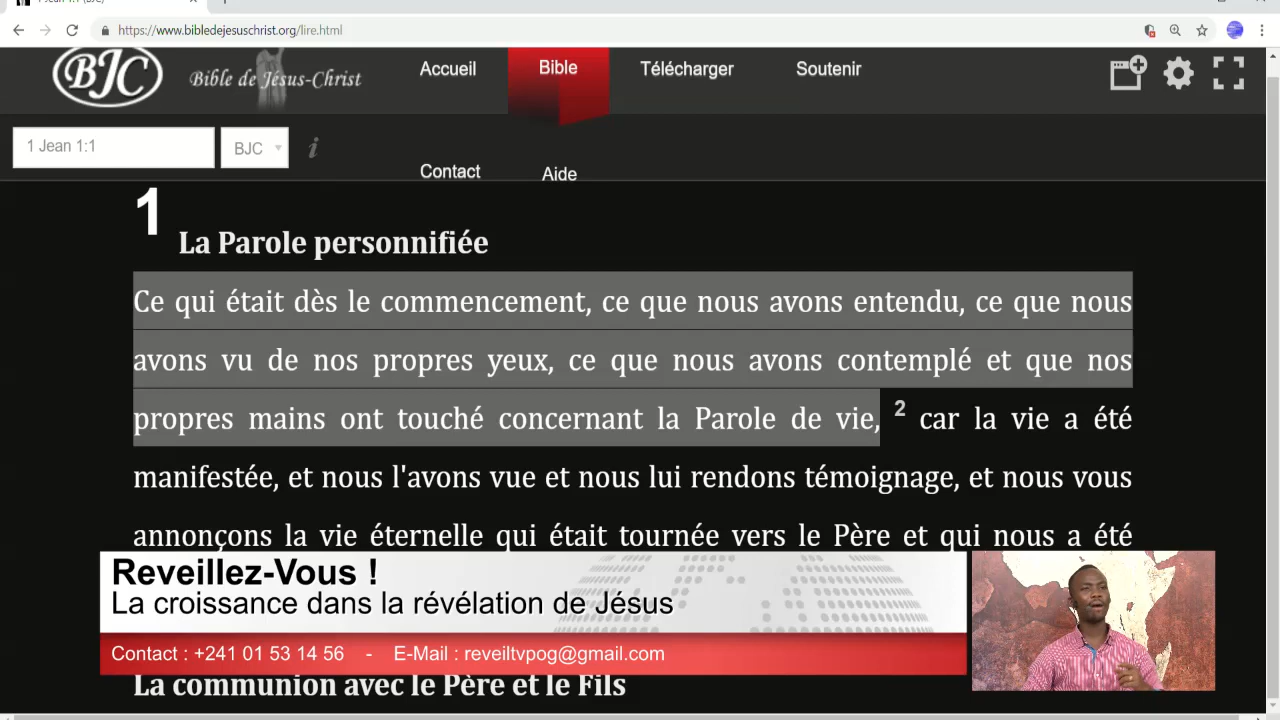 https://www.bibledejesuschrist.org/lire.html
BJC
Bible de Jésus-Christ
Accueil
Bible
Télécharger
Soutenir
1 Jean 1:1
BJC
i
Contact
Aide
1
La Parole personnifiée
Ce qui était dès le commencement, ce que nous avons entendu, ce que nous
avons vu de nos propres yeux, ce que nous avons contemplé et que nos
propres mains ont touché concernant la Parole de vie, 2 car la vie a été
manifestée, et nous l'avons vue et nous lui rendons témoignage, et nous vous
annonçons la vie éternelle qui était tournée vers le Père et qui nous a été
Reveillez-Vous !
La croissance dans la révélation de Jésus
Contact : +241 01 53 14 56 - E-Mail : reveiltvpog@gmail.com
La communion avec le Père et le Fils